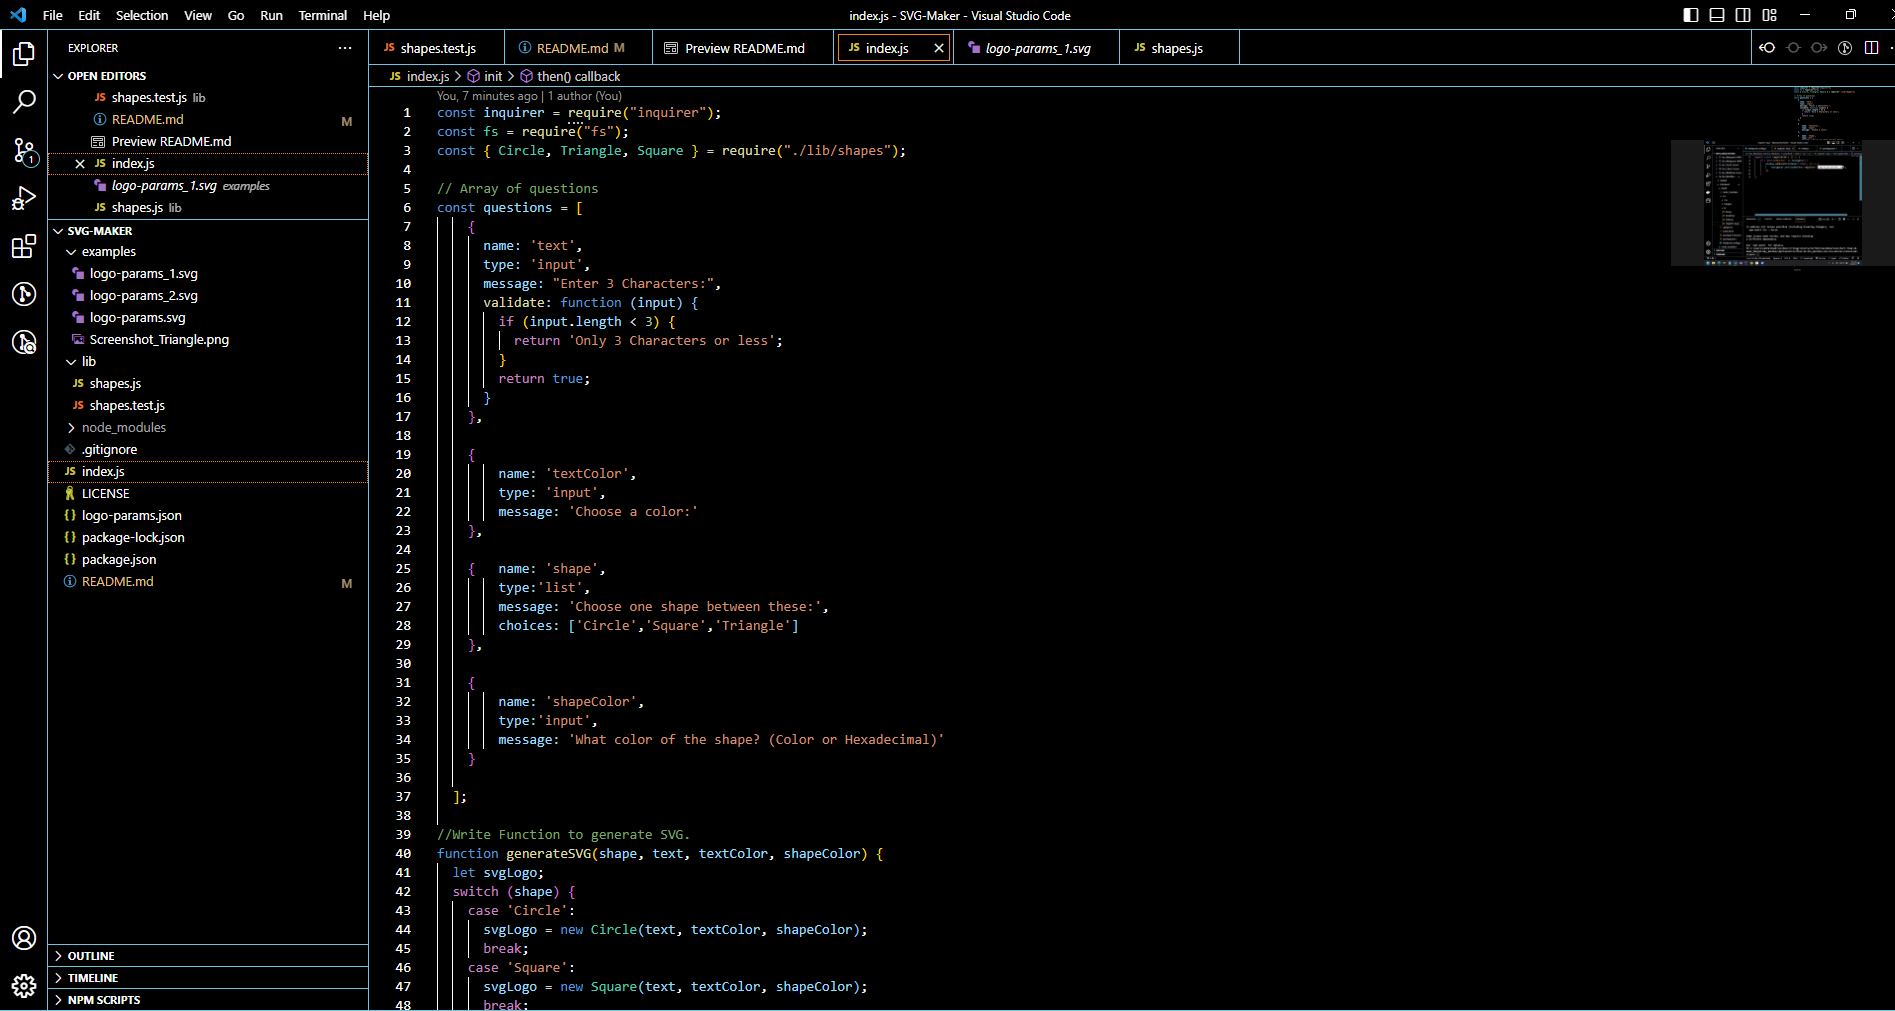 File Edit Selection View Go Run Terminal Help
index.js - SVG-Maker - Visual Studio Code
EXPLORER
OPEN EDITORS
JS shapes.test.js lib
README.md M
Preview README.md
JS index.js
logo-params_1.svg examples
JS shapes.js lib
SVG-MAKER
examples
logo-params_1.svg
logo-params_2.svg
logo-params.svg
Screenshot_Triangle.png
lib
JS shapes.js
JS shapes.test.js
node_modules
.gitignore
JS index.js
LICENSE
{} logo-params.json
{} package-lock.json
{} package.json
README.md M
OUTLINE
TIMELINE
NPM SCRIPTS
1
JS shapes.test.js
README.md M
Preview README.md
JS index.js
logo-params_1.svg
JS shapes.js
JS index.js > init > then() callback
You, 7 minutes ago | 1 author (You)
1 const inquirer = require("inquirer");
2 const fs = require("fs");
3 const { Circle, Triangle, Square } = require("./lib/shapes");
4
5 // Array of questions
6 const questions = [
7 {
8 name: 'text',
9 type: 'input',
10 message: "Enter 3 Characters:",
11 validate: function (input) {
12 if (input.length < 3) {
13 return 'Only 3 Characters or less';
14 }
15 return true;
16 }
17 },
18
19 {
20 name: 'textColor',
21 type: 'input',
22 message: 'Choose a color:'
23 },
24
25 { name: 'shape',
26 type:'list',
27 message: 'Choose one shape between these:',
28 choices: ['Circle','Square','Triangle']
29 },
30
31 {
32 name: 'shapeColor',
33 type:'input',
34 message: 'What color of the shape? (Color or Hexadecimal)'
35 }
36
37 ];
38
39 //Write Function to generate SVG.
40 function generateSVG(shape, text, textColor, shapeColor) {
41 let svgLogo;
42 switch (shape) {
43 case 'Circle':
44 svgLogo = new Circle(text, textColor, shapeColor);
45 break;
46 case 'Square':
47 svgLogo = new Square(text, textColor, shapeColor);
48 break;